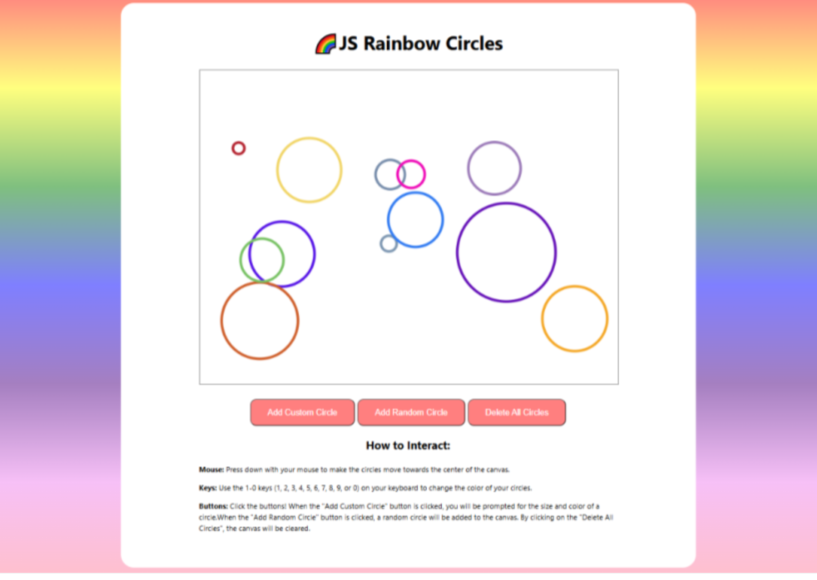 🌈JS Rainbow Circles
Add Custom Circle
Add Random Circle
Delete All Circles
How to Interact:
Mouse: Press down with your mouse to make the circles move towards the center of the canvas.
Keys: Use the 1-0 keys (1, 2, 3, 4, 5, 6, 7, 8, 9, or 0) on your keyboard to change the color of your circles.
Buttons: Click the buttons! When the "Add Custom Circle" button is clicked, you will be prompted for the size and color of a
circle.When the "Add Random Circle" button is clicked, a random circle will be added to the canvas. By clicking on the "Delete All
Circles", the canvas will be cleared.